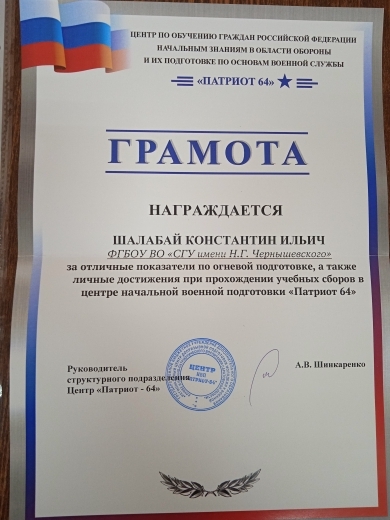 ЦЕНТР ПО ОБУЧЕНИЮ ГРАЖДАН РОССИЙСКОЙ ФЕДЕРАЦИИ
НАЧАЛЬНЫМ ЗНАНИЯМ В ОБЛАСТИ ОБОРОНЫ
И ИХ ПОДГОТОВКЕ ПО ОСНОВАМ ВОЕННОЙ СЛУЖБЫ
«ПАТРИОТ 64»
ГРАМОТА
НАГРАЖДАЕТСЯ
ШАЛАБАЙ КОНСТАНТИН ИЛЬИЧ
ФГБОУ ВО «СГУ имени Н.Г. Чернышевского»
за отличные показатели по огневой подготовке, а также
личные достижения при прохождении учебных сборов в
центре начальной военной подготовки «Патриот 64»
Руководитель
структурного подразделения
Центр «Патриот - 64»
А.В. Шинкаренко
ЦЕНТР